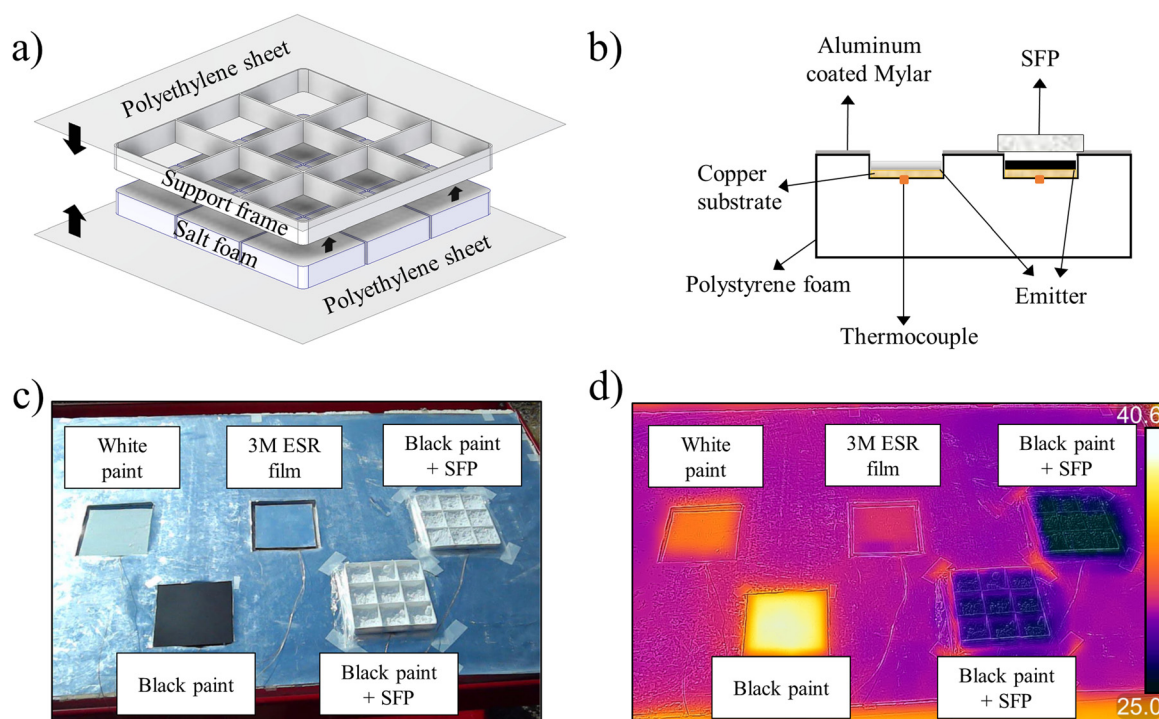 a)
Polyethylene sheet
Support frame
Salt foam
Polyethylene sheet
b)
Aluminum
coated Mylar
SFP
Copper
substrate
Polystyrene foam
Emitter
Thermocouple
c)
White
paint
3M ESR
film
Black paint
+ SFP
Black paint
Black paint
+ SFP
d)
40.6
White
paint
3M ESR
film
Black paint
+ SFP
Black paint
Black paint
+ SFP
25.0